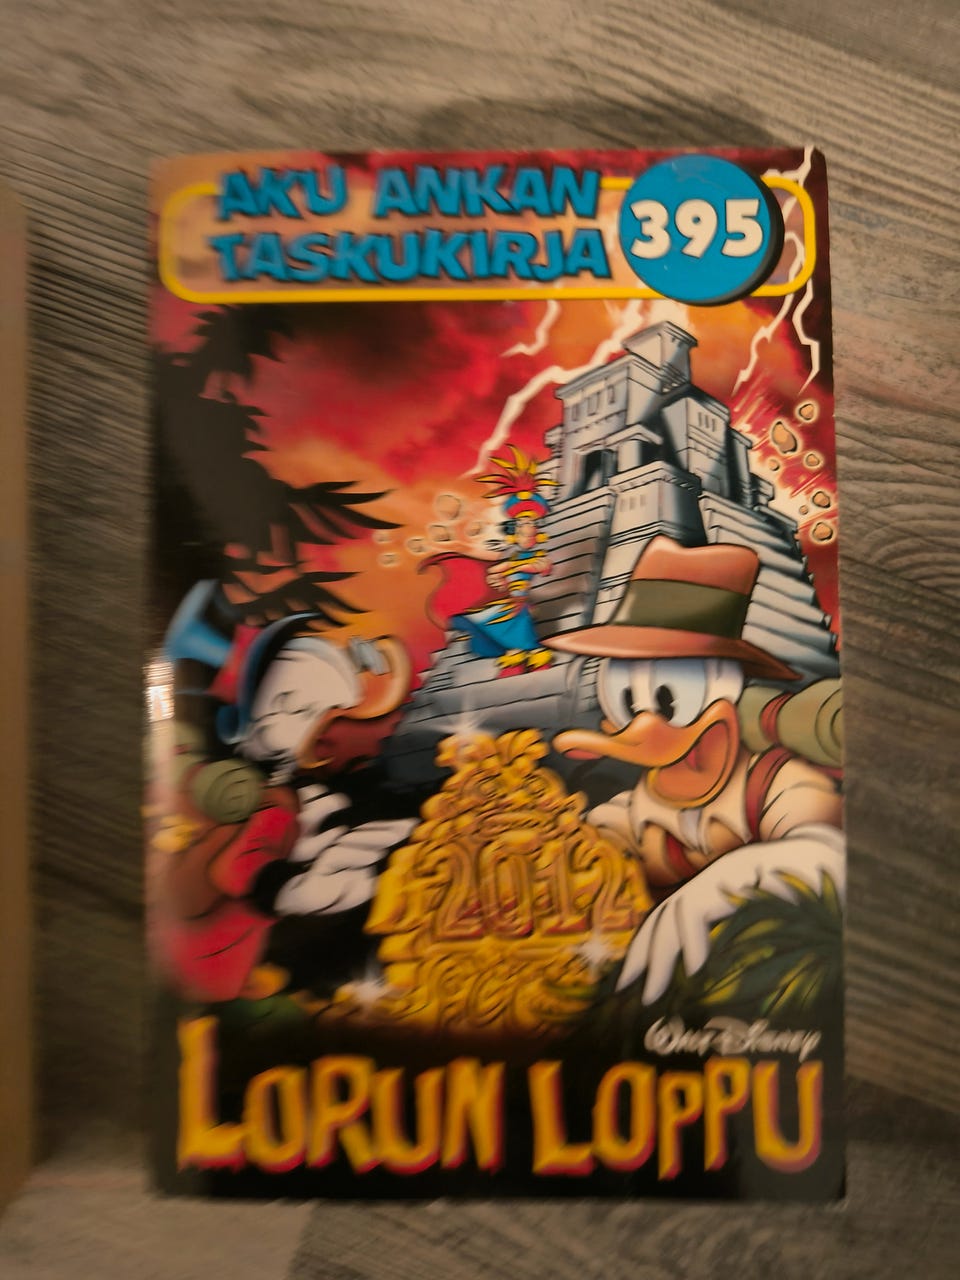 AKU ANKAN
TASKUKIRJA
395
2012
Walt Disney
LORUN LOPPU